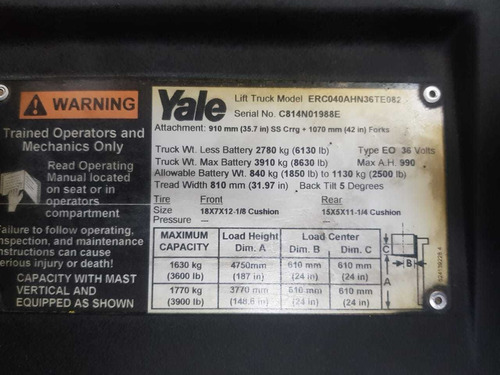 WARNING
Trained Operators and
Mechanics Only
Read Operating
Manual located
on seat or in
operators
compartment
Failure to follow operating,
inspection, and maintenance
instructions can cause
serious injury or death!
CAPACITY WITH MAST
VERTICAL AND
EQUIPPED AS SHOWN
Yale
Lift Truck Model ERC040AHN36TE082
Serial No. C814N01988E
Attachment: 910 mm (35.7 in) SS Crrg + 1070 mm (42 in) Forks
Truck Wt. Less Battery 2780 kg (6130 lb) Type EO 36 Volts
Truck Wt. Max Battery 3910 kg (8630 lb) Max A.H. 990
Allowable Battery Wt. 840 kg (1850 lb) to 1130 kg (2500 lb)
Tread Width 810 mm (31.97 in) Back Tilt 5 Degrees
Tire Front Rear
Size 18X7X12-1/8 Cushion 15X5X11-1/4 Cushion
Pressure — —
MAXIMUM CAPACITY Load Height Dim. A Load Center Dim. B Dim. C
1630 kg 4750mm 610 mm 610 mm
(3600 lb) (187 in) (24 in) (24 in)
1770 kg 3770 mm 610 mm 610 mm
(3900 lb) (148.6 in) (24 in) (24 in)
C
B
A